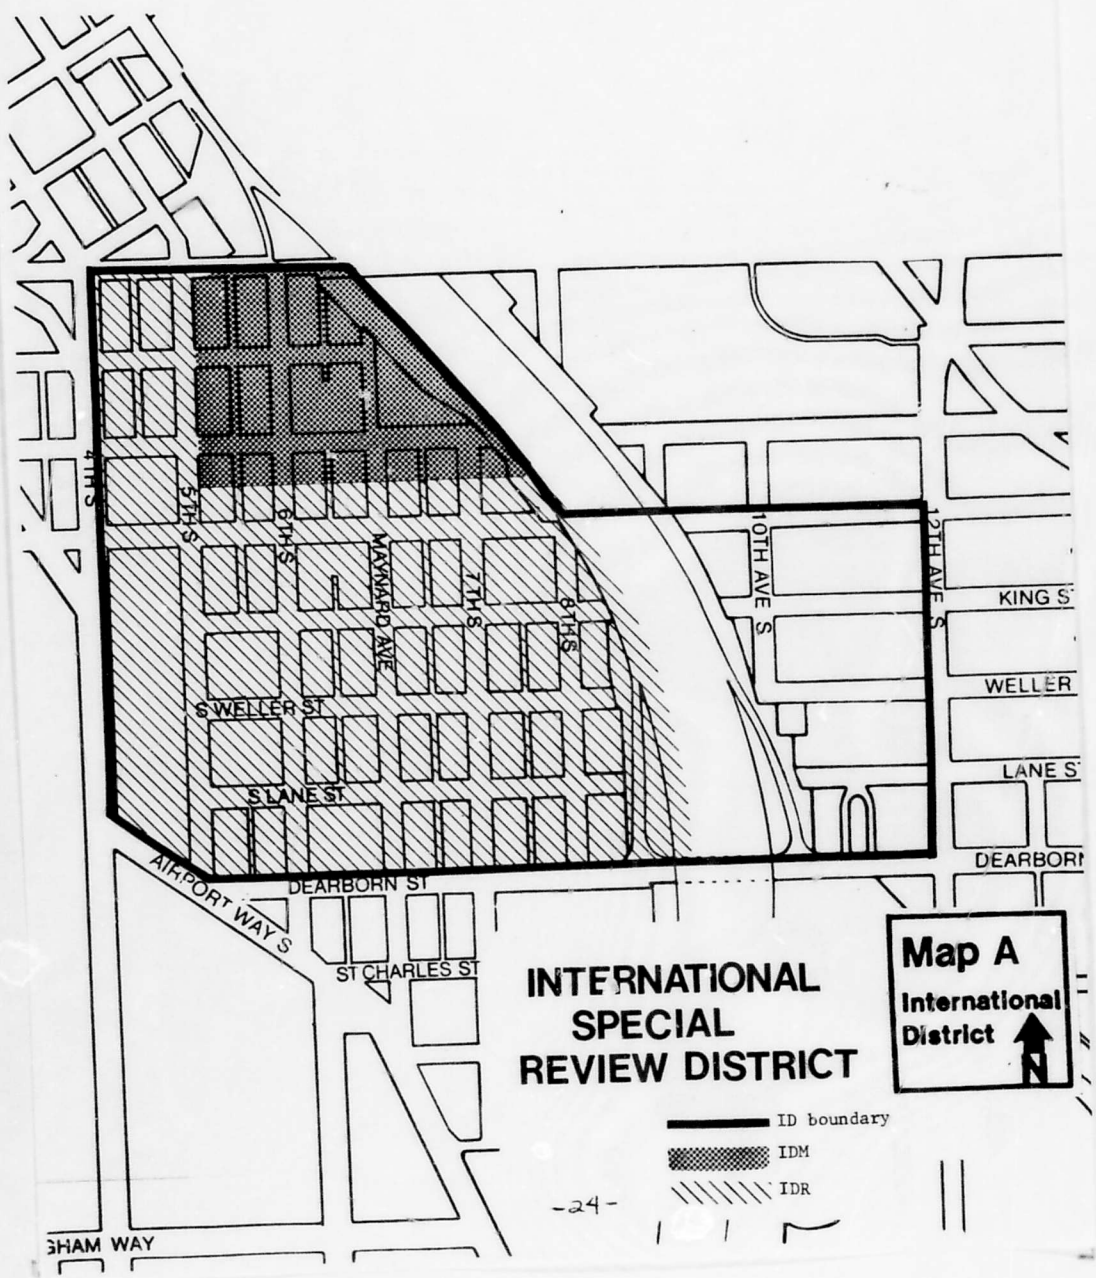 4TH S
5TH S
6TH S
MAYNARD AVE
7TH S
8TH S
10TH AVE S
12TH AVE S
KING ST
WELLER
S WELLER ST
LANE ST
S LANE ST
DEARBORN
DEARBORN ST
AIRPORT WAY S
ST CHARLES ST
INTERNATIONAL
SPECIAL
REVIEW DISTRICT
Map A
International
District
N
ID boundary
IDM
IDR
-24-
GHAM WAY